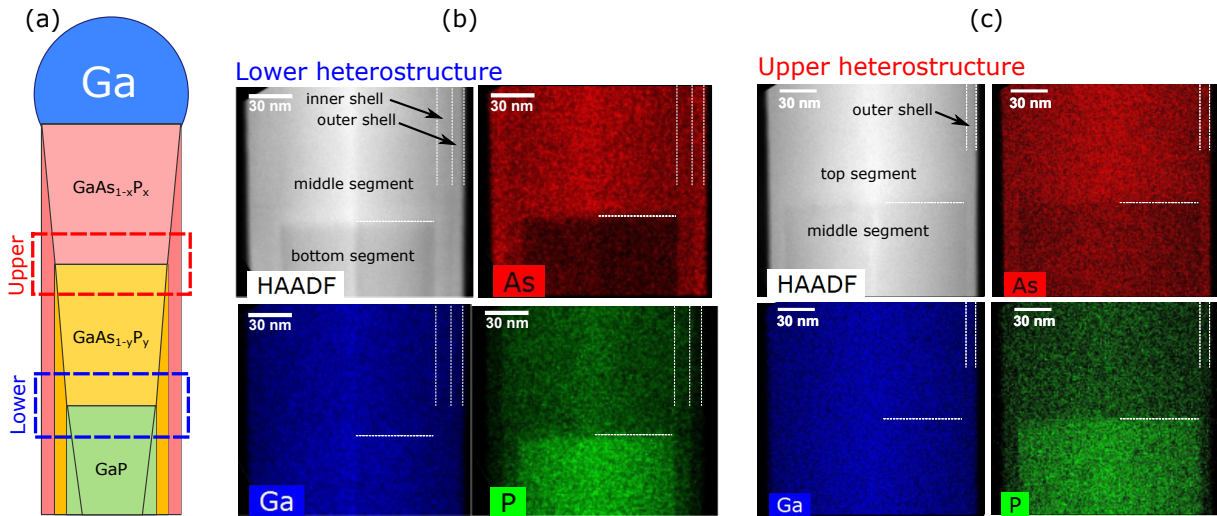 (a)
Ga
GaAs1-xPx
Upper
GaAs1-yPy
Lower
GaP
(b)
Lower heterostructure
30 nm
inner shell
outer shell
middle segment
bottom segment
HAADF
30 nm
As
30 nm
Ga
30 nm
P
(c)
Upper heterostructure
30 nm
outer shell
top segment
middle segment
HAADF
30 nm
As
30 nm
Ga
30 nm
P